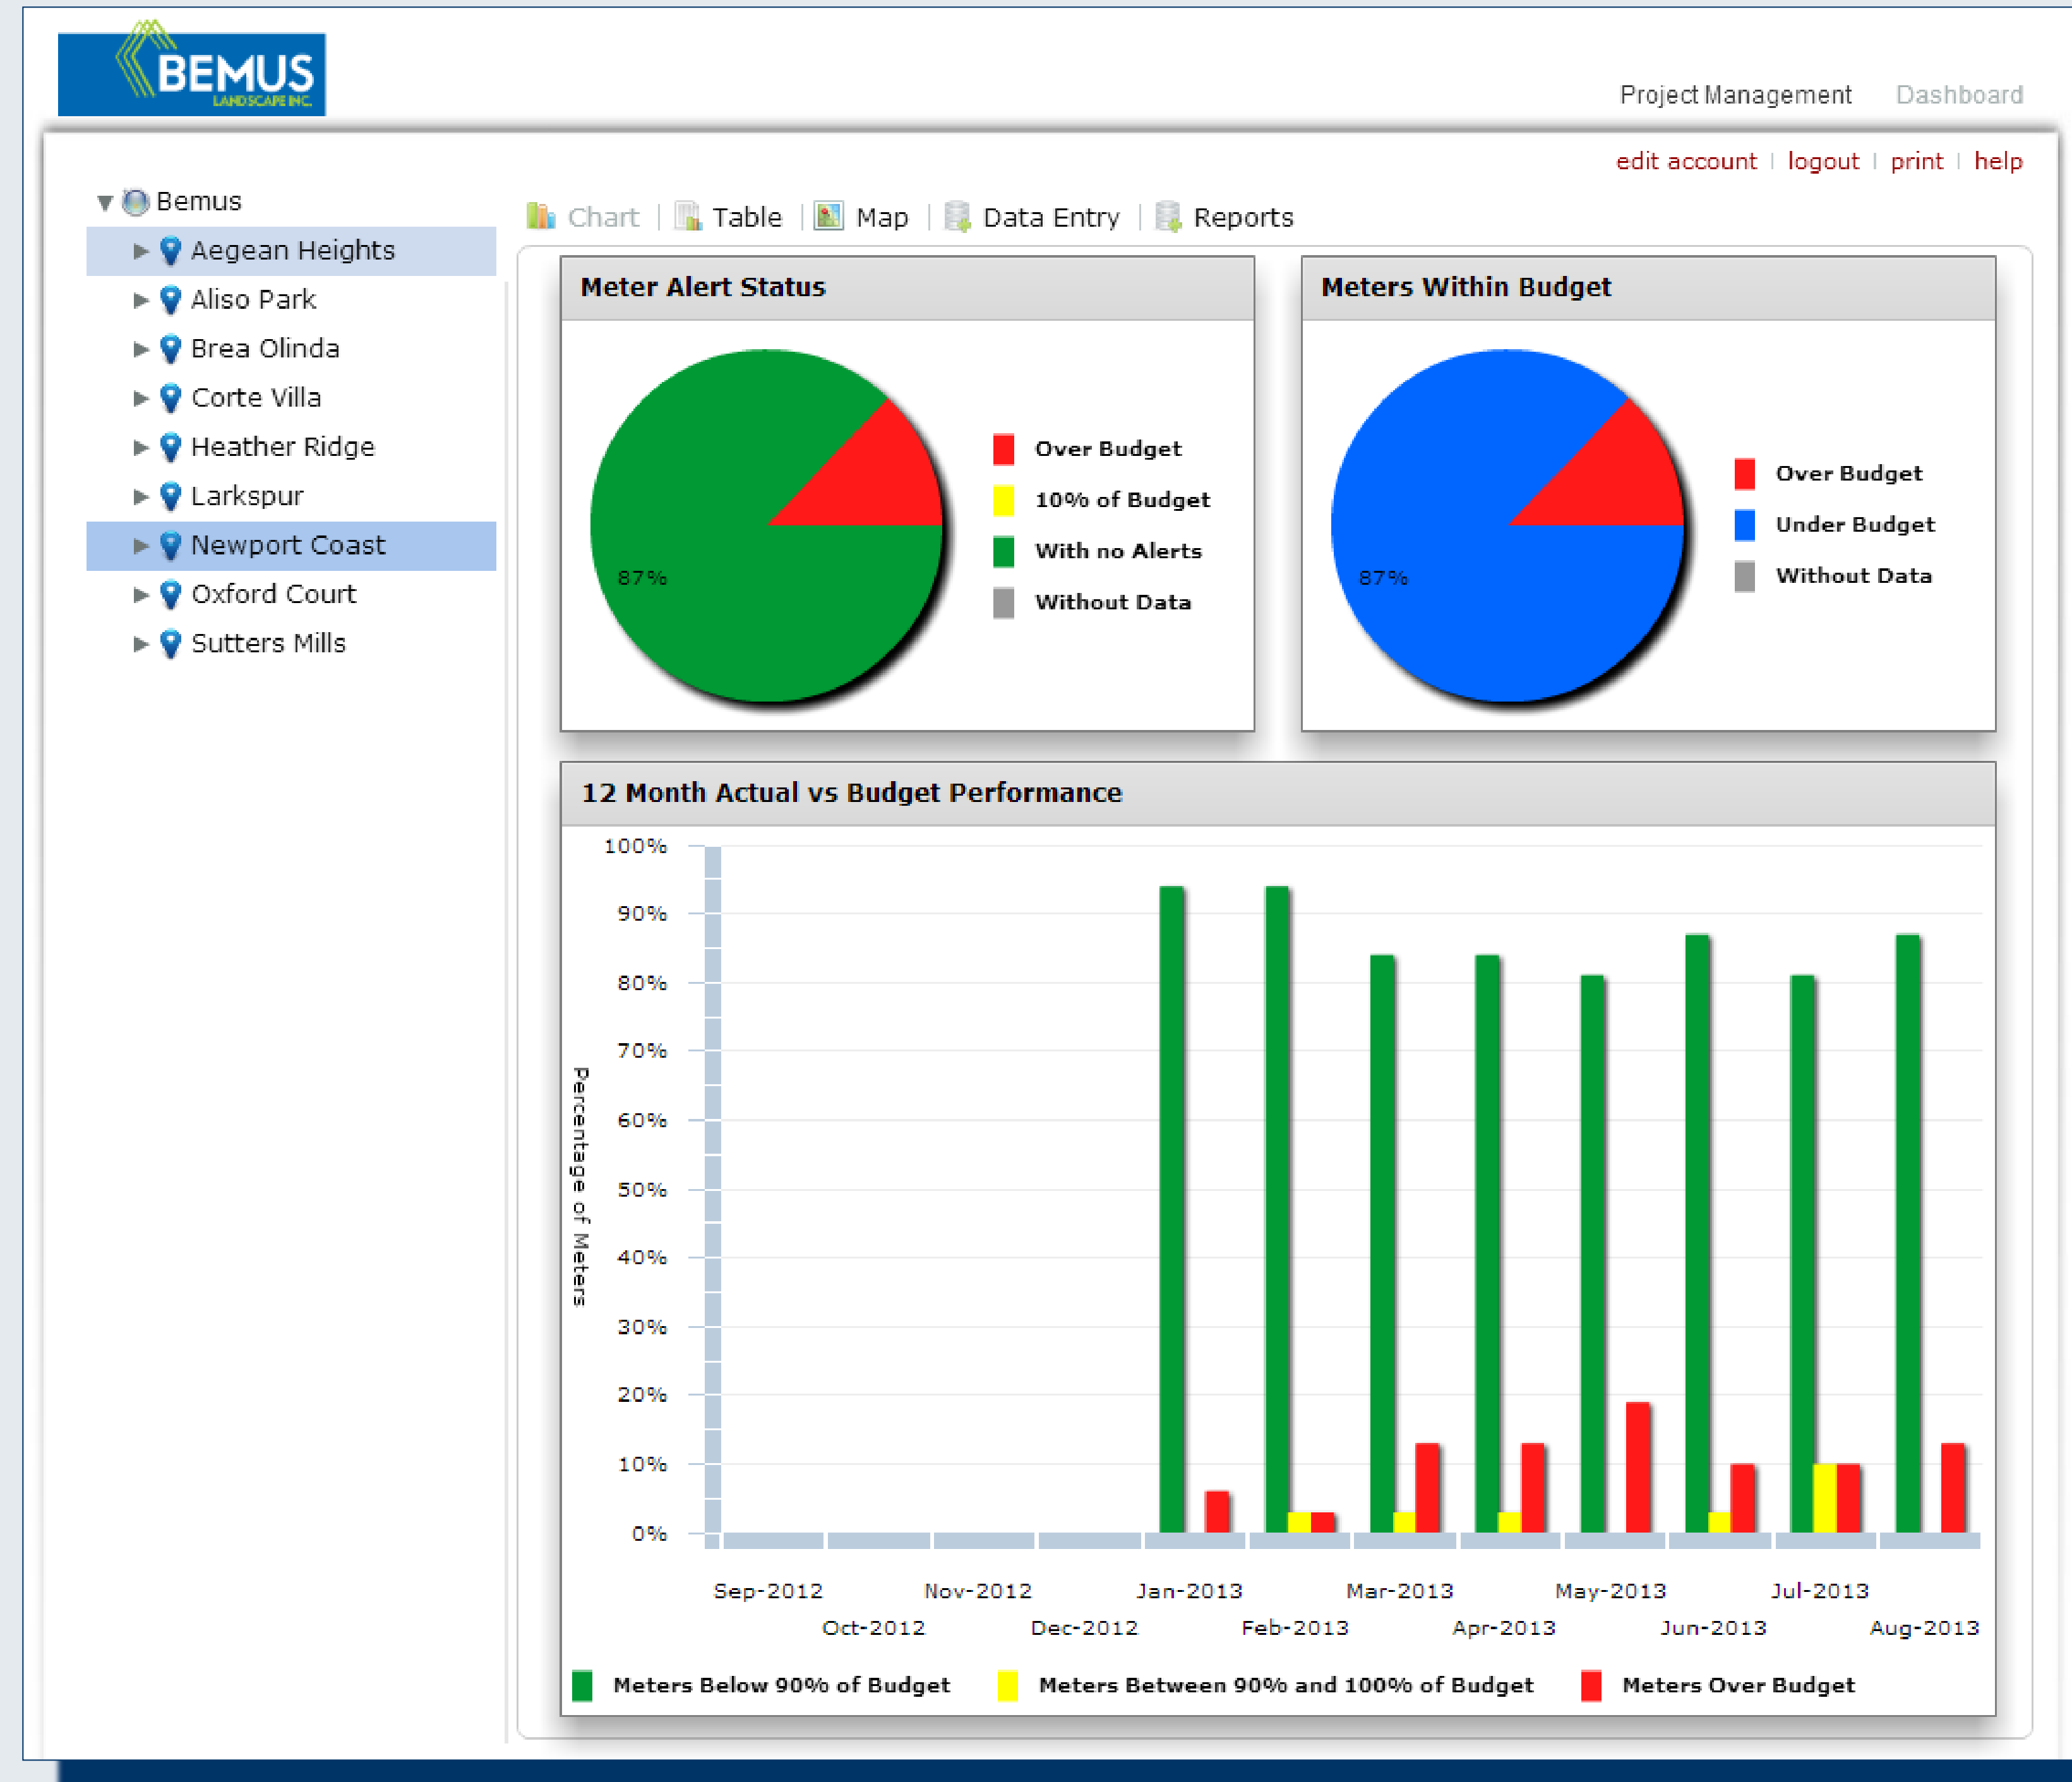 BEMUS
LANDSCAPE INC.
Project Management Dashboard
edit account | logout | print | help
Bemus
Aegean Heights
Aliso Park
Brea Olinda
Corte Villa
Heather Ridge
Larkspur
Newport Coast
Oxford Court
Sutters Mills
Chart | Table | Map | Data Entry | Reports
Meter Alert Status
87%
Over Budget
10% of Budget
With no Alerts
Without Data
Meters Within Budget
87%
Over Budget
Under Budget
Without Data
12 Month Actual vs Budget Performance
Percentage of Meters
100%
90%
80%
70%
60%
50%
40%
30%
20%
10%
0%
Sep-2012 Nov-2012 Jan-2013 Mar-2013 May-2013 Jul-2013
Oct-2012 Dec-2012 Feb-2013 Apr-2013 Jun-2013 Aug-2013
Meters Below 90% of Budget Meters Between 90% and 100% of Budget Meters Over Budget